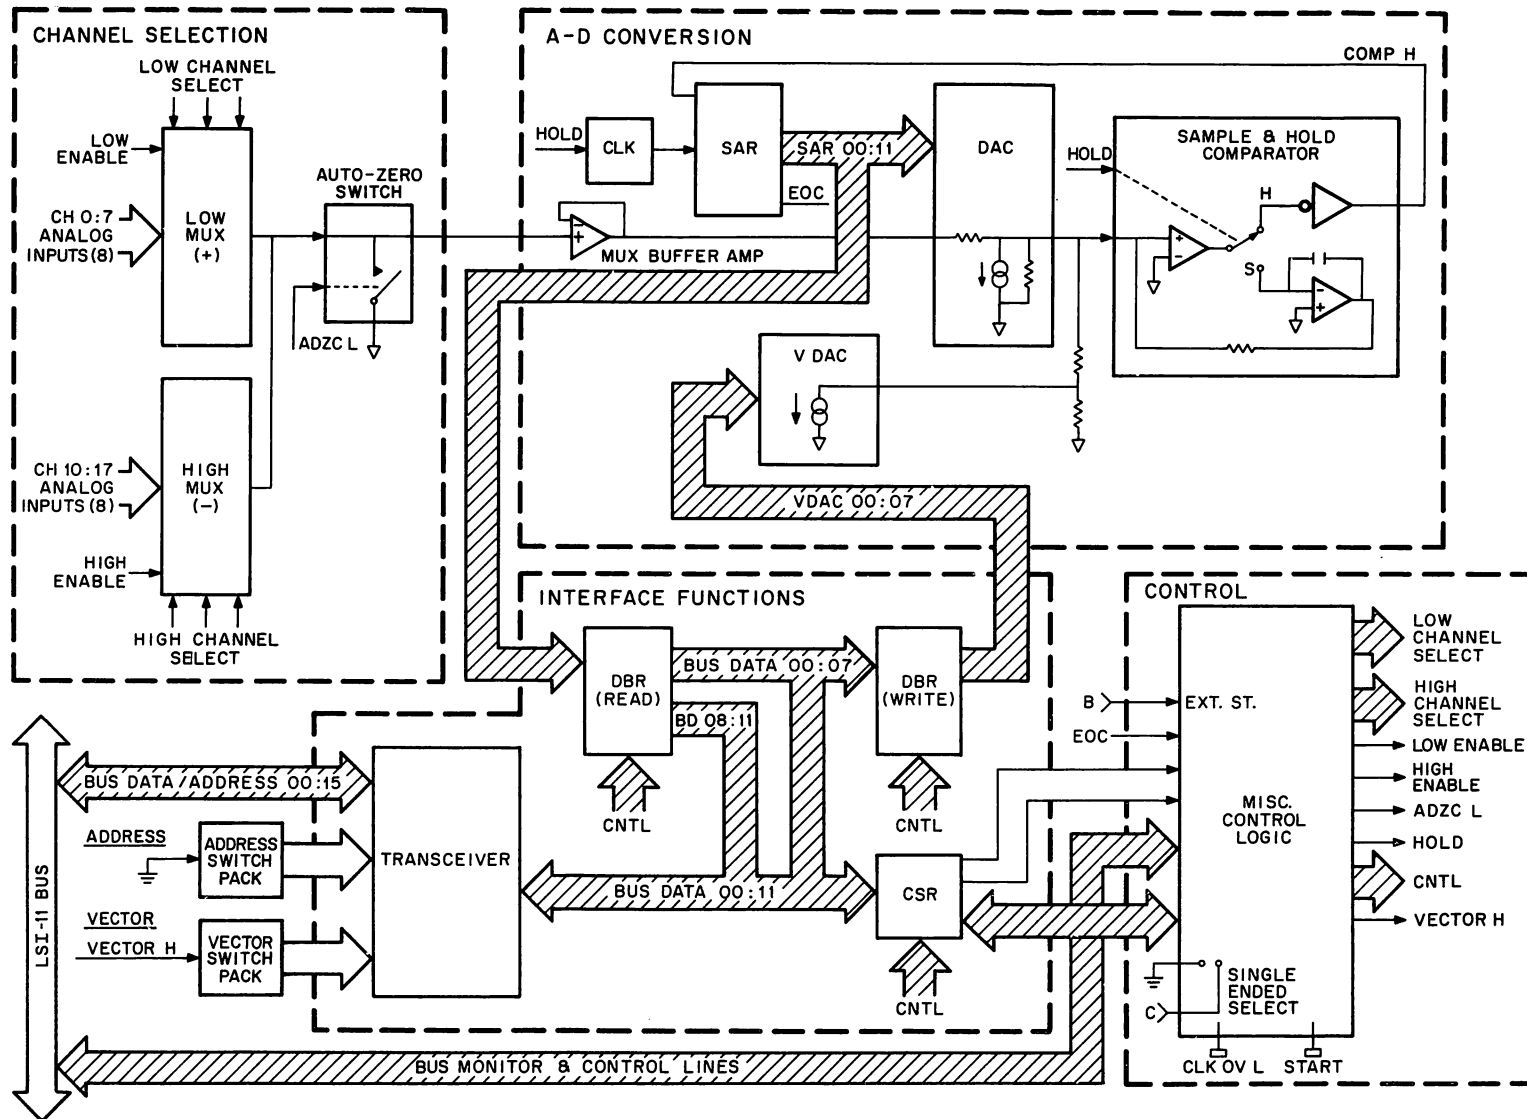 CHANNEL SELECTION
LOW CHANNEL
SELECT
LOW
ENABLE
CH 0:7
ANALOG
INPUTS (8)
LOW
MUX
(+)
AUTO-ZERO
SWITCH
ADZC L
CH 10:17
ANALOG
INPUTS (8)
HIGH
MUX
(-)
HIGH
ENABLE
HIGH CHANNEL
SELECT
A-D CONVERSION
COMP H
HOLD
CLK
SAR
SAR 00:11
EOC
DAC
MUX BUFFER AMP
SAMPLE & HOLD
COMPARATOR
HOLD
H
S
+
-
-
+
-
+
V DAC
VDAC 00:07
INTERFACE FUNCTIONS
DBR
(READ)
BUS DATA 00:07
BD 08:11
DBR
(WRITE)
CNTL
CNTL
LSI-11 BUS
BUS DATA/ADDRESS 00:15
ADDRESS
ADDRESS
SWITCH
PACK
VECTOR
VECTOR H
VECTOR
SWITCH
PACK
TRANSCEIVER
BUS DATA 00:11
CSR
CNTL
BUS MONITOR & CONTROL LINES
CONTROL
B
EXT. ST.
EOC
MISC.
CONTROL
LOGIC
SINGLE
ENDED
SELECT
C
CLK OV L
START
LOW
CHANNEL
SELECT
HIGH
CHANNEL
SELECT
LOW ENABLE
HIGH
ENABLE
ADZC L
HOLD
CNTL
VECTOR H